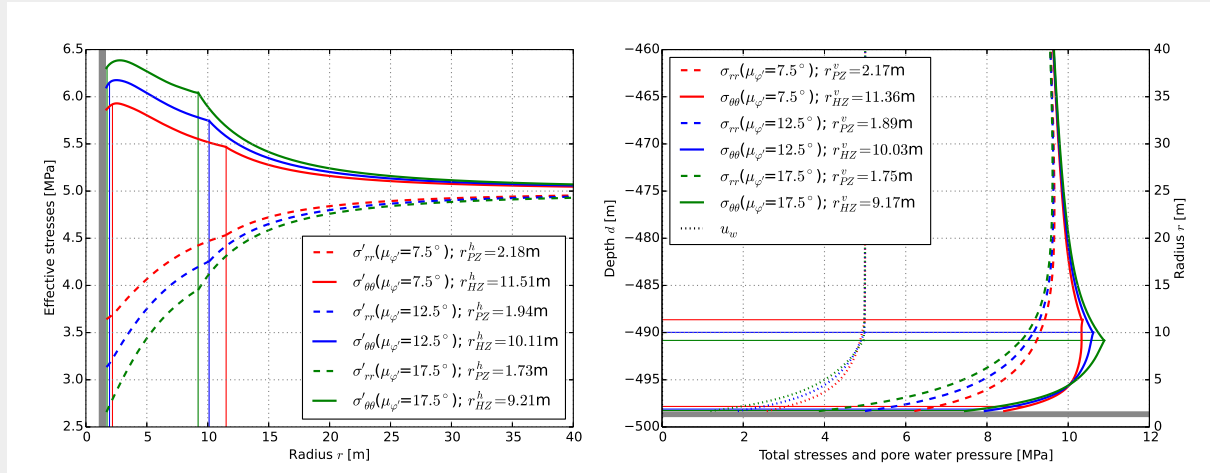 6.5
6.0
5.5
5.0
4.5
4.0
3.5
3.0
2.5
Effective stresses [MPa]
σ′rr(μφ′=7.5°); r^h_PZ=2.18m
σ′θθ(μφ′=7.5°); r^h_HZ=11.51m
σ′rr(μφ′=12.5°); r^h_PZ=1.94m
σ′θθ(μφ′=12.5°); r^h_HZ=10.11m
σ′rr(μφ′=17.5°); r^h_PZ=1.73m
σ′θθ(μφ′=17.5°); r^h_HZ=9.21m
0 5 10 15 20 25 30 35 40
Radius r [m]
−460
−465
−470
−475
−480
−485
−490
−495
−500
Depth d [m]
σrr(μφ′=7.5°); r^v_PZ=2.17m
σθθ(μφ′=7.5°); r^v_HZ=11.36m
σrr(μφ′=12.5°); r^v_PZ=1.89m
σθθ(μφ′=12.5°); r^v_HZ=10.03m
σrr(μφ′=17.5°); r^v_PZ=1.75m
σθθ(μφ′=17.5°); r^v_HZ=9.17m
u_w
40
35
30
25
20
15
10
5
0
Radius r [m]
0 2 4 6 8 10 12
Total stresses and pore water pressure [MPa]